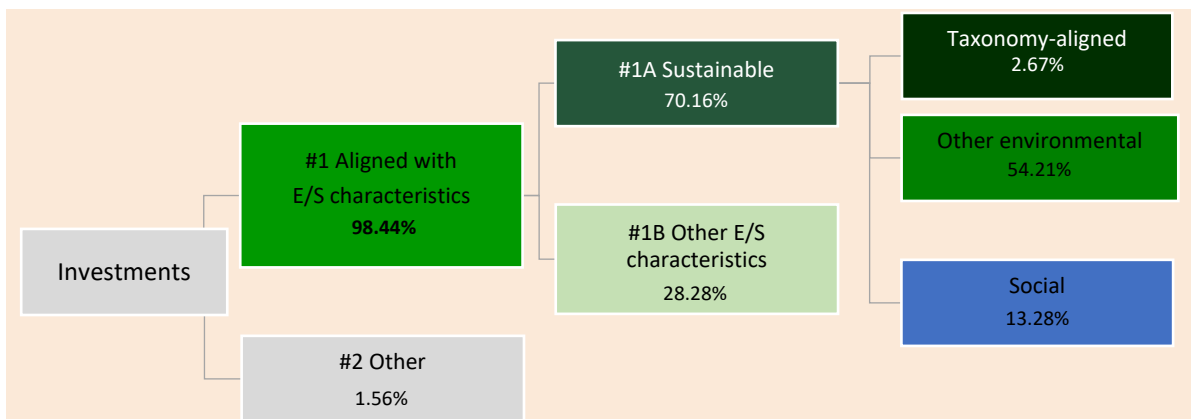 Investments
#1 Aligned with
E/S characteristics
98.44%
#2 Other
1.56%
#1A Sustainable
70.16%
#1B Other E/S
characteristics
28.28%
Taxonomy-aligned
2.67%
Other environmental
54.21%
Social
13.28%